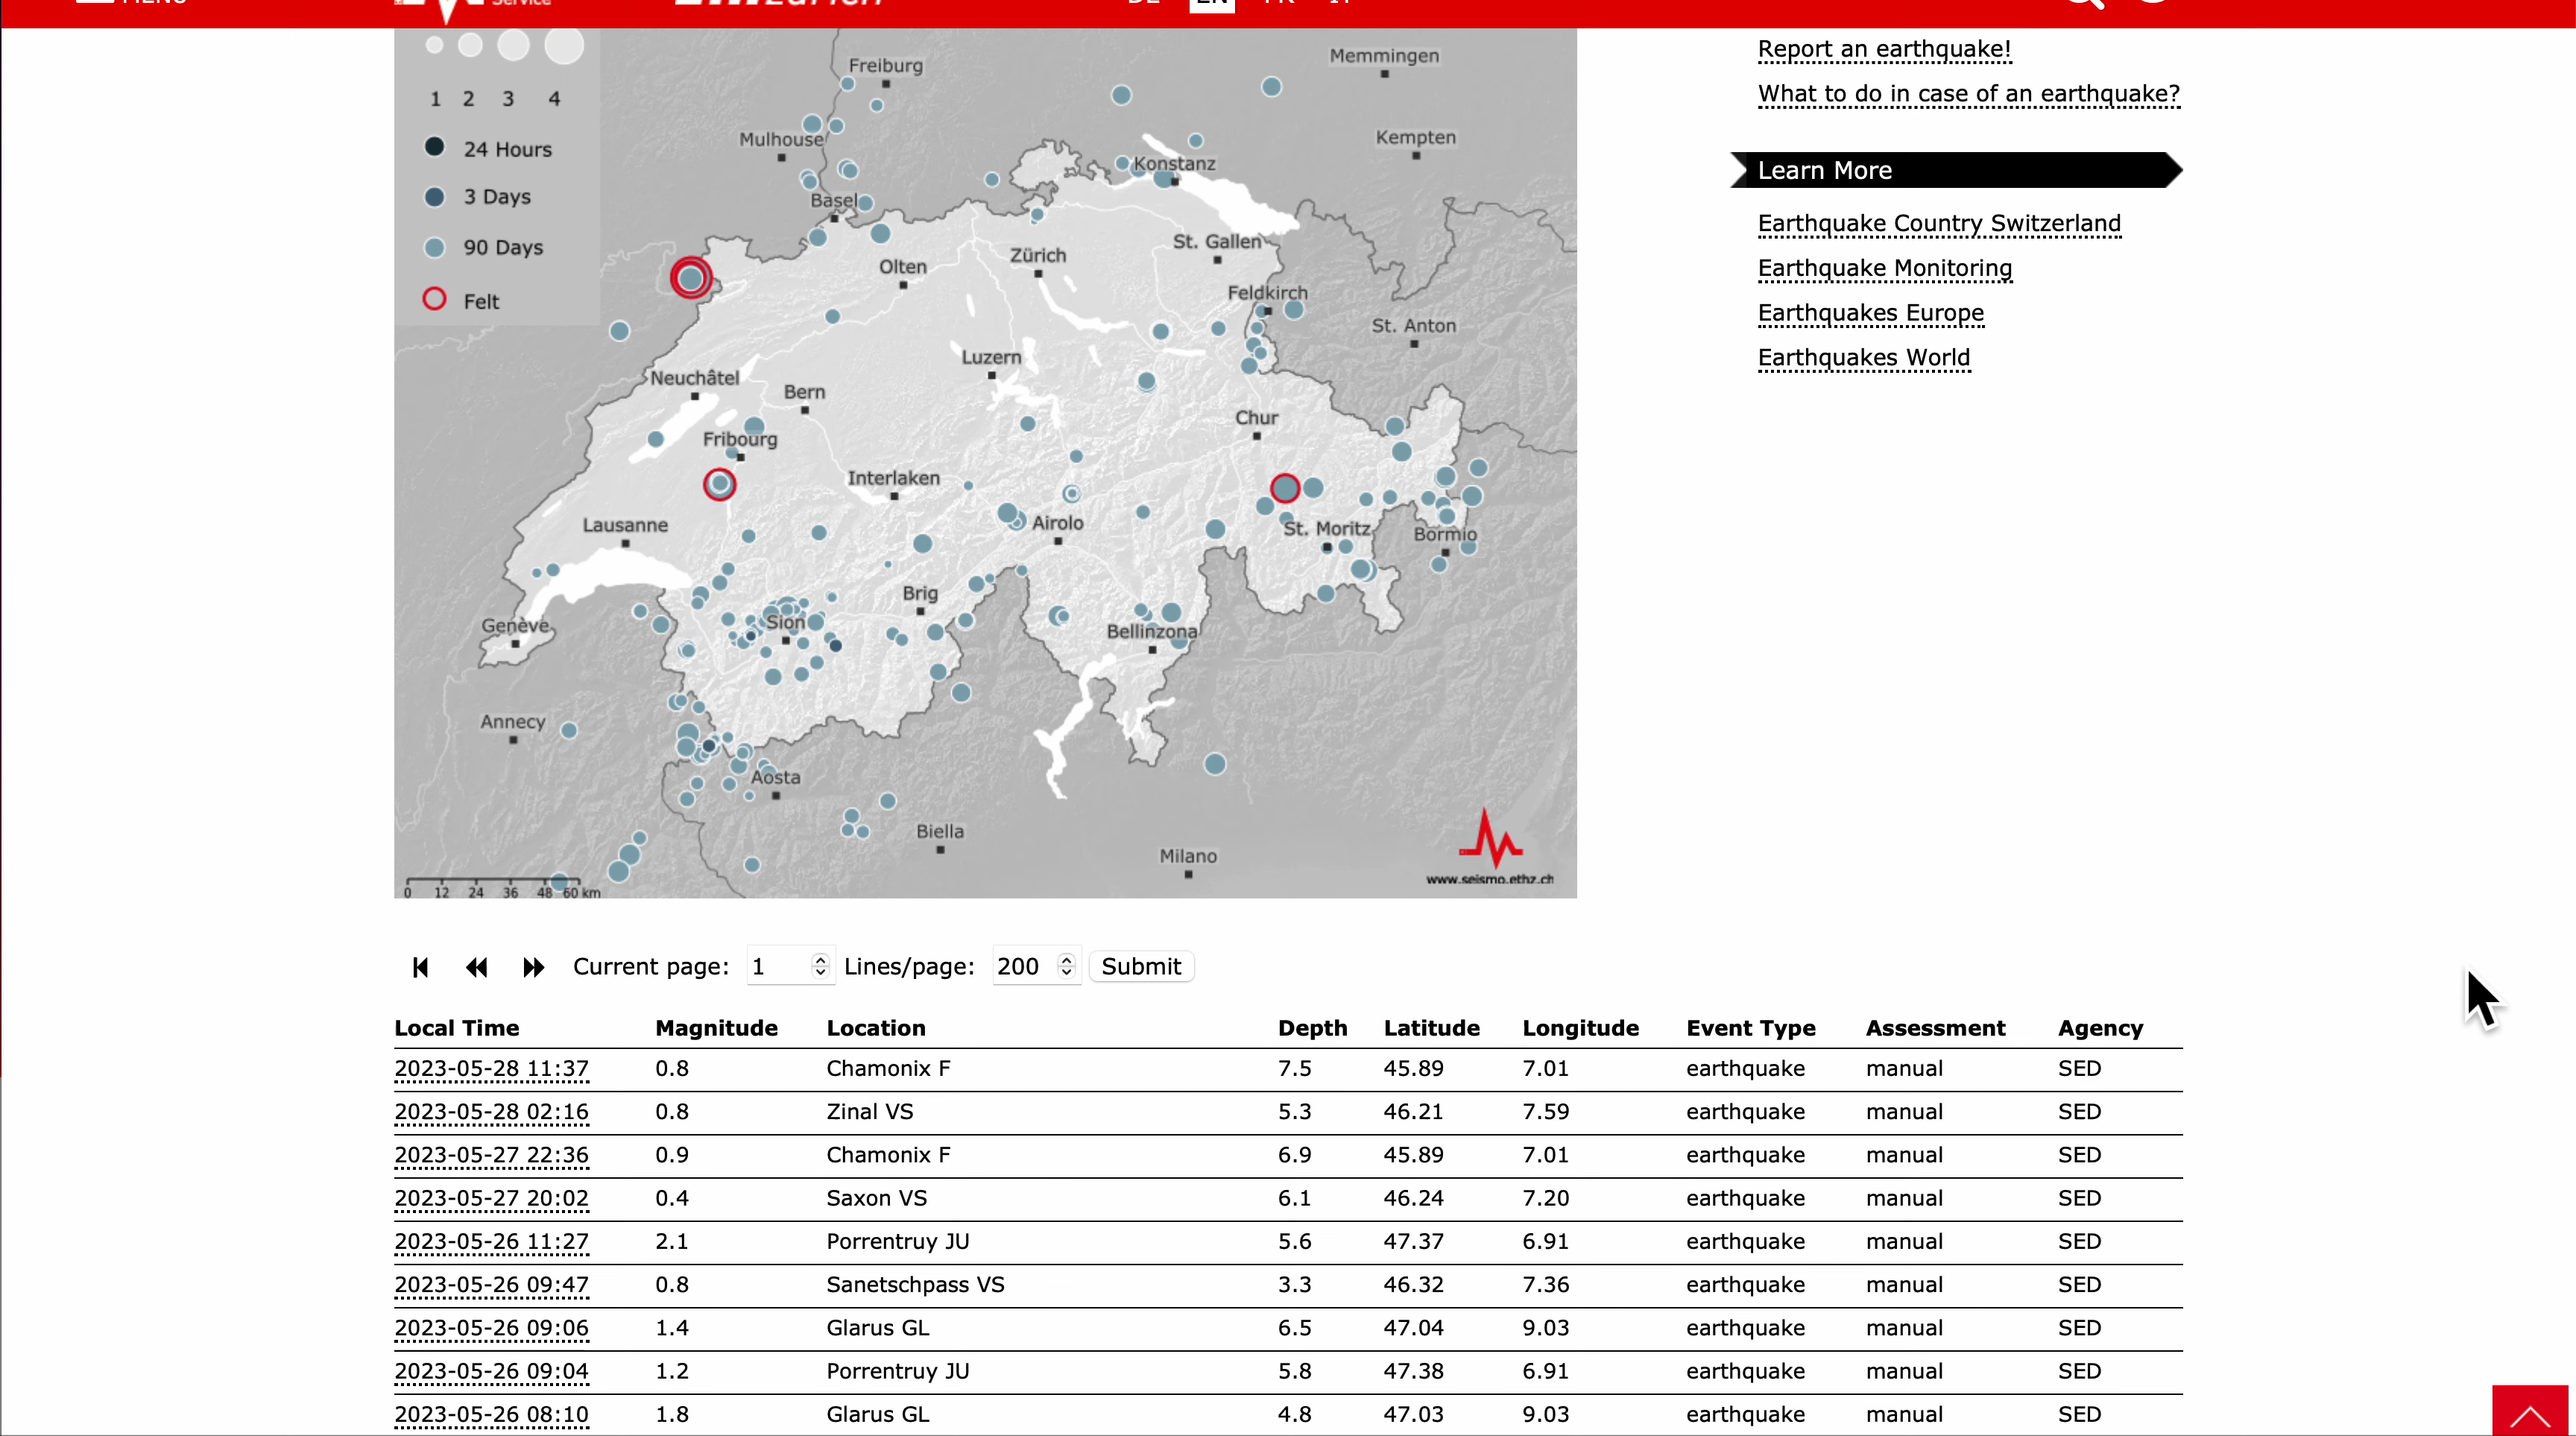 MENU
Service
ETH zürich
DE EN FR IT
1 2 3 4
24 Hours
3 Days
90 Days
Felt
Freiburg
Memmingen
Mulhouse
Kempten
Konstanz
Basel
St. Gallen
Zürich
Olten
Feldkirch
St. Anton
Luzern
Neuchâtel
Bern
Chur
Fribourg
Interlaken
Lausanne
Airolo
St. Moritz
Bormio
Brig
Genève
Sion
Bellinzona
Annecy
Aosta
Biella
Milano
0 12 24 36 48 60 km
www.seismo.ethz.ch
Report an earthquake!
What to do in case of an earthquake?
Learn More
Earthquake Country Switzerland
Earthquake Monitoring
Earthquakes Europe
Earthquakes World
Current page: 1 Lines/page: 200 Submit
Local Time Magnitude Location Depth Latitude Longitude Event Type Assessment Agency
2023-05-28 11:37 0.8 Chamonix F 7.5 45.89 7.01 earthquake manual SED
2023-05-28 02:16 0.8 Zinal VS 5.3 46.21 7.59 earthquake manual SED
2023-05-27 22:36 0.9 Chamonix F 6.9 45.89 7.01 earthquake manual SED
2023-05-27 20:02 0.4 Saxon VS 6.1 46.24 7.20 earthquake manual SED
2023-05-26 11:27 2.1 Porrentruy JU 5.6 47.37 6.91 earthquake manual SED
2023-05-26 09:47 0.8 Sanetschpass VS 3.3 46.32 7.36 earthquake manual SED
2023-05-26 09:06 1.4 Glarus GL 6.5 47.04 9.03 earthquake manual SED
2023-05-26 09:04 1.2 Porrentruy JU 5.8 47.38 6.91 earthquake manual SED
2023-05-26 08:10 1.8 Glarus GL 4.8 47.03 9.03 earthquake manual SED